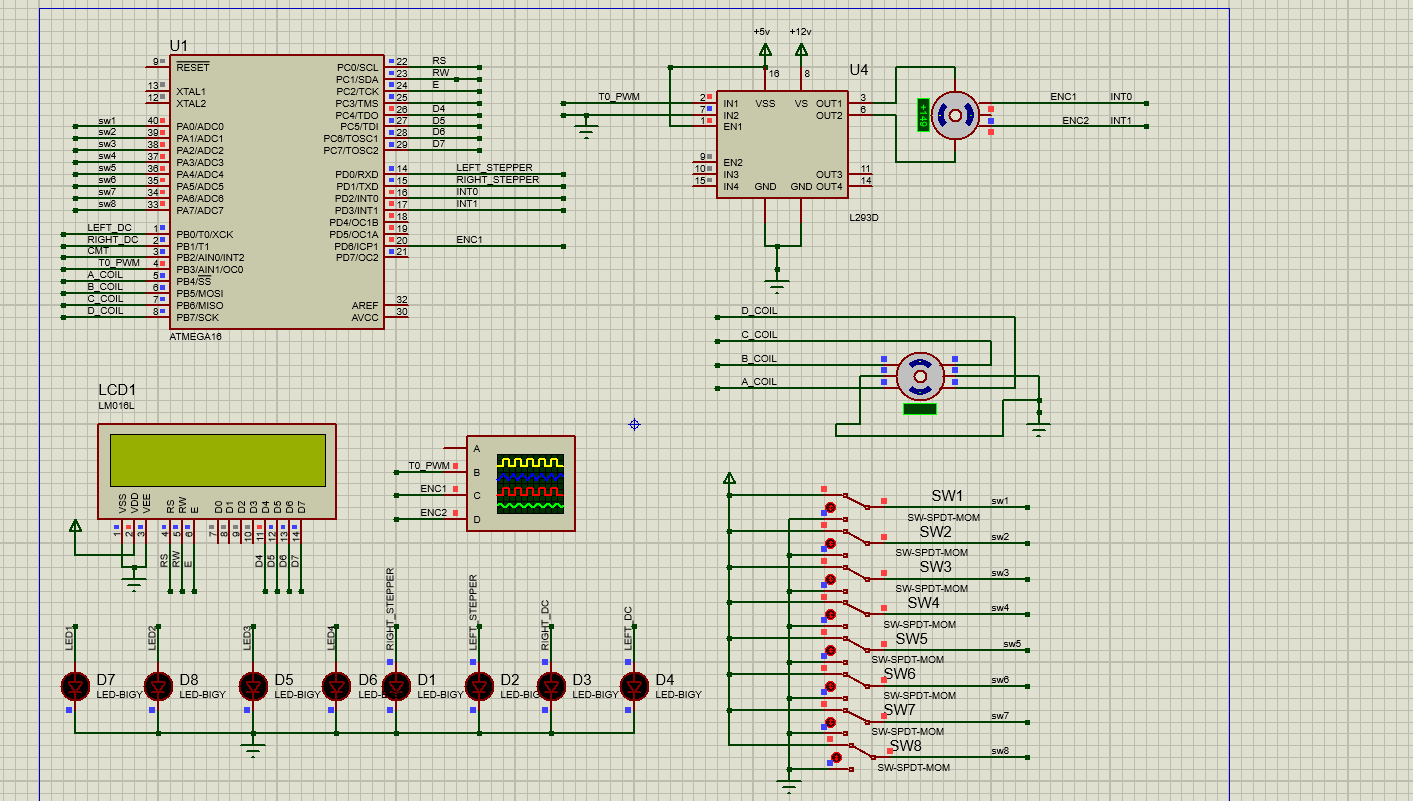 U1
9 RESET
13 XTAL1
12 XTAL2
sw1 40 PA0/ADC0
sw2 39 PA1/ADC1
sw3 38 PA2/ADC2
sw4 37 PA3/ADC3
sw5 36 PA4/ADC4
sw6 35 PA5/ADC5
sw7 34 PA6/ADC6
sw8 33 PA7/ADC7
LEFT_DC 1 PB0/T0/XCK
RIGHT_DC 2 PB1/T1
CMT 3 PB2/AIN0/INT2
T0_PWM 4 PB3/AIN1/OC0
A_COIL 5 PB4/SS
B_COIL 6 PB5/MOSI
C_COIL 7 PB6/MISO
D_COIL 8 PB7/SCK
PC0/SCL 22 RS
PC1/SDA 23 RW
PC2/TCK 24 E
PC3/TMS 25
PC4/TDO 26 D4
PC5/TDI 27 D5
PC6/TOSC1 28 D6
PC7/TOSC2 29 D7
PD0/RXD 14 LEFT_STEPPER
PD1/TXD 15 RIGHT_STEPPER
PD2/INT0 16 INT0
PD3/INT1 17 INT1
PD4/OC1B 18
PD5/OC1A 19
PD6/ICP1 20 ENC1
PD7/OC2 21
AREF 32
AVCC 30
ATMEGA16
+5v +12v
16 8
U4
T0_PWM 2 IN1 VSS VS OUT1 3
7 IN2 OUT2 6
1 EN1
9 EN2
10 IN3 OUT3 11
15 IN4 GND GND OUT4 14
L293D
+149
ENC1 INT0
ENC2 INT1
D_COIL
C_COIL
B_COIL
A_COIL
LCD1
LM016L
VSS VDD VEE RS RW E D0 D1 D2 D3 D4 D5 D6 D7
1 2 3 4 5 6 7 8 9 10 11 12 13 14
RS RW E D4 D5 D6 D7
A
T0_PWM B
ENC1 C
ENC2 D
LED1 LED2 LED3 LED4 RIGHT_STEPPER LEFT_STEPPER RIGHT_DC LEFT_DC
D7 D8 D5 D6 D1 D2 D3 D4
LED-BIGY LED-BIGY LED-BIGY LED-BIGY LED-BIGY LED-BIGY LED-BIGY
SW1 sw1
SW-SPDT-MOM
SW2 sw2
SW-SPDT-MOM
SW3 sw3
SW-SPDT-MOM
SW4 sw4
SW-SPDT-MOM
SW5 sw5
SW-SPDT-MOM
SW6 sw6
SW-SPDT-MOM
SW7 sw7
SW-SPDT-MOM
SW8 sw8
SW-SPDT-MOM